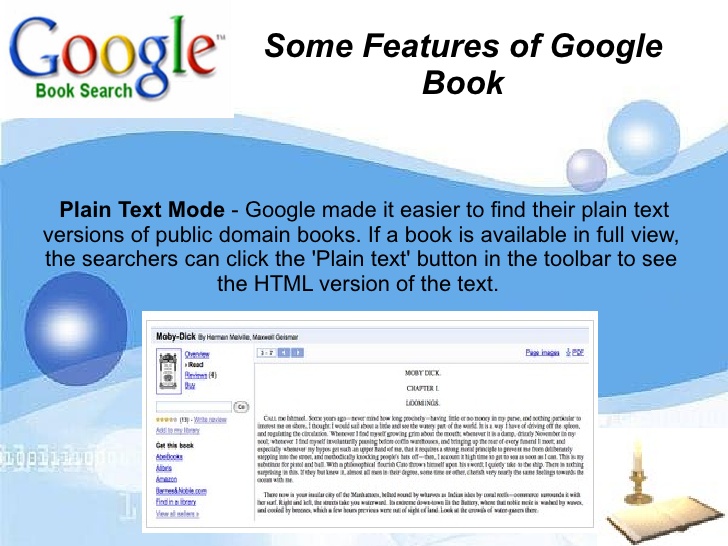 Google™
Book Search
Some Features of Google
Book
Plain Text Mode - Google made it easier to find their plain text
versions of public domain books. If a book is available in full view,
the searchers can click the 'Plain text' button in the toolbar to see
the HTML version of the text.
Moby-Dick By Herman Melville, Maxwell Geismar
Overview
› Read
Reviews (4)
Buy
Go
(13) - Write review
Add to my library
Get this book
AbeBooks
Alibris
Amazon
Barnes&Noble.com
Find in a library
View all sellers »
Page images PDF
MOBY DICK.
CHAPTER I.
LOOMINGS.
CALL me Ishmael. Some years ago—never mind how long precisely—having little or no money in my purse, and nothing particular to
interest me on shore, I thought I would sail about a little and see the watery part of the world. It is a way I have of driving off the spleen,
and regulating the circulation. Whenever I find myself growing grim about the mouth; whenever it is a damp, drizzly November in my
soul; whenever I find myself involuntarily pausing before coffin warehouses, and bringing up the rear of every funeral I meet; and
especially whenever my hypos get such an upper hand of me, that it requires a strong moral principle to prevent me from deliberately
stepping into the street, and methodically knocking people's hats off—then, I account it high time to get to sea as soon as I can. This is my
substitute for pistol and ball. With a philosophical flourish Cato throws himself upon his sword; I quietly take to the ship. There is nothing
surprising in this. If they but knew it, almost all men in their degree, some time or other, cherish very nearly the same feelings towards the
ocean with me.
There now is your insular city of the Manhattoes, belted round by wharves as Indian isles by coral reefs—commerce surrounds it with
her surf. Right and left, the streets take you waterward. Its extreme down-town is the Battery, where that noble mole is washed by waves,
and cooled by breezes, which a few hours previous were out of sight of land. Look at the crowds of water-gazers there.